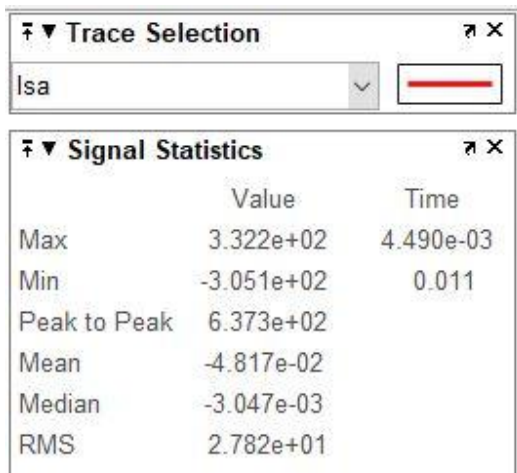 Trace Selection
Isa
Signal Statistics
Value Time
Max 3.322e+02 4.490e-03
Min -3.051e+02 0.011
Peak to Peak 6.373e+02
Mean -4.817e-02
Median -3.047e-03
RMS 2.782e+01